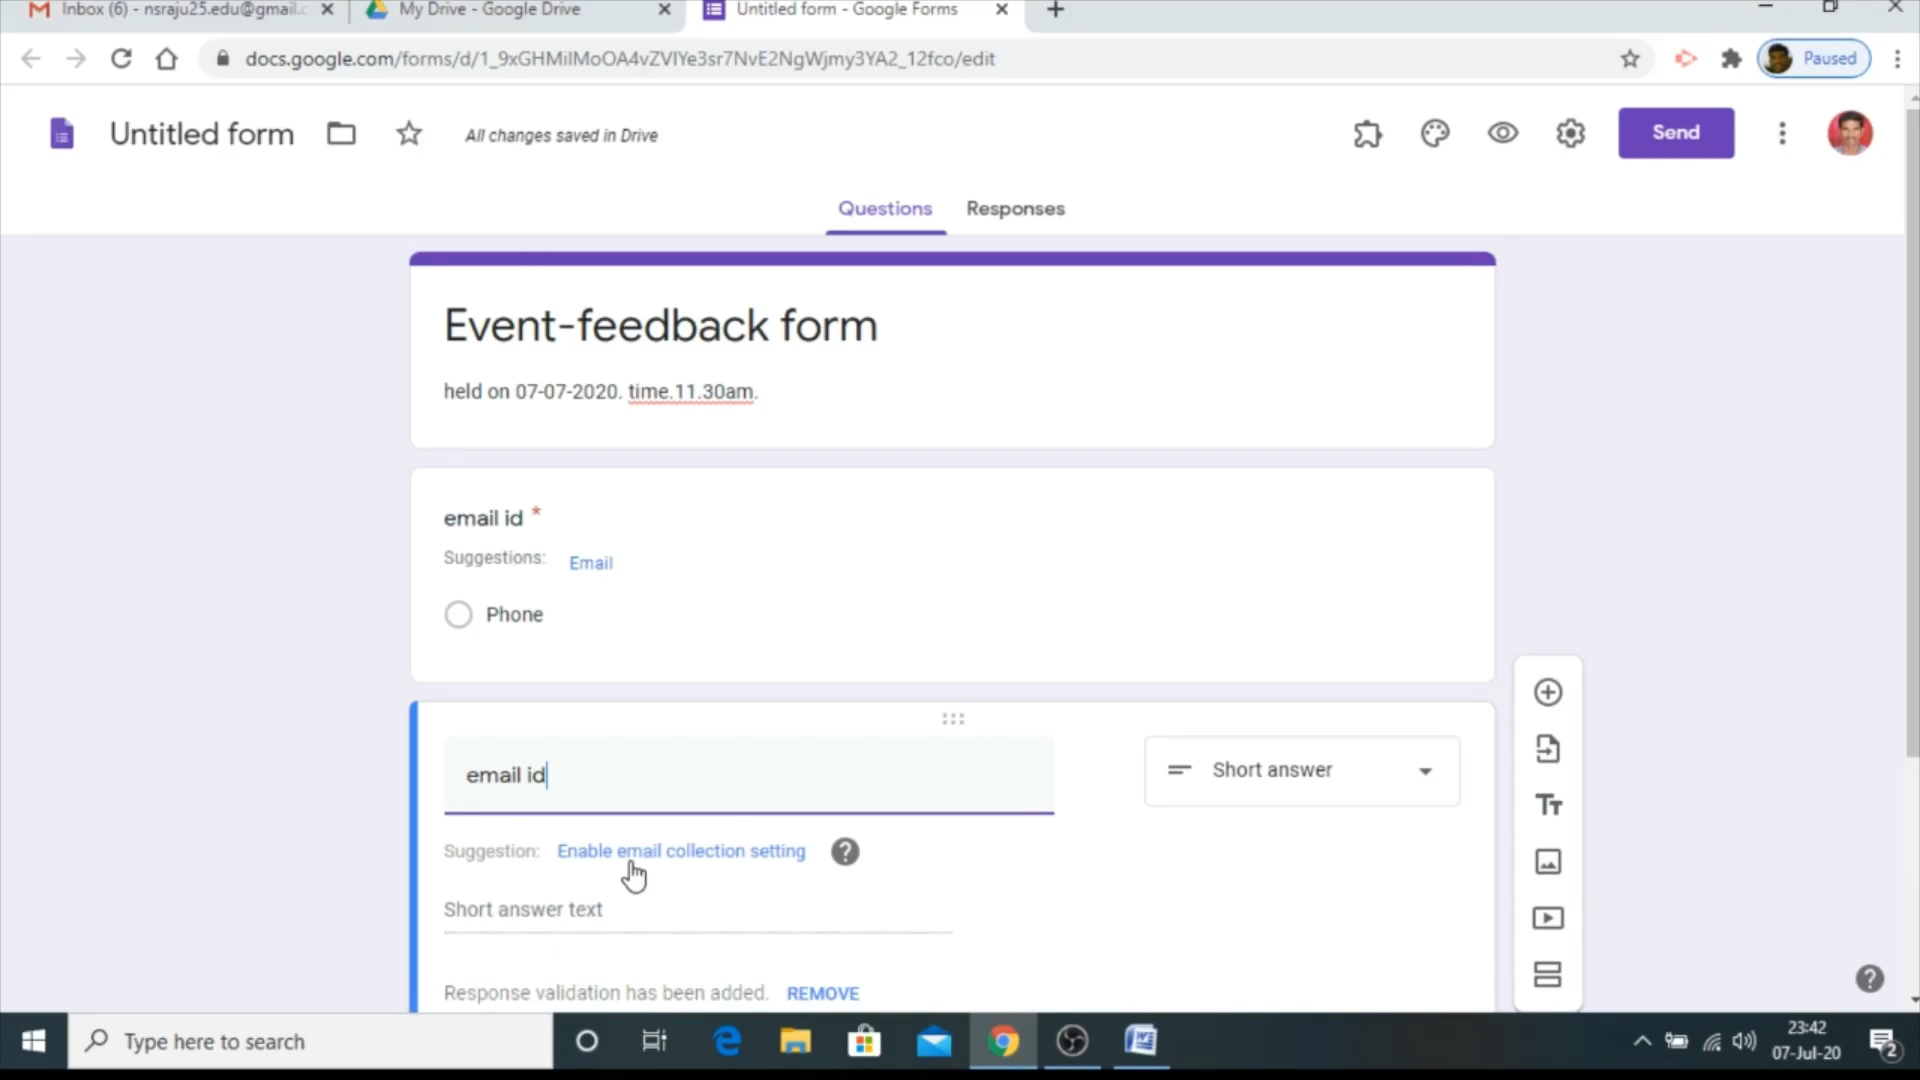 Inbox (6) - nsraju25.edu@gmail.c
My Drive - Google Drive
Untitled form - Google Forms
docs.google.com/forms/d/1_9xGHMilMoOA4vZVIYe3sr7NvE2NgWjmy3YA2_12fco/edit
Paused
Untitled form
All changes saved in Drive
Send
Questions
Responses
Event-feedback form
held on 07-07-2020. time.11.30am.
email id *
Suggestions: Email
Phone
email id
Short answer
Suggestion: Enable email collection setting
Short answer text
Response validation has been added. REMOVE
Type here to search
23:42
07-Jul-20
2